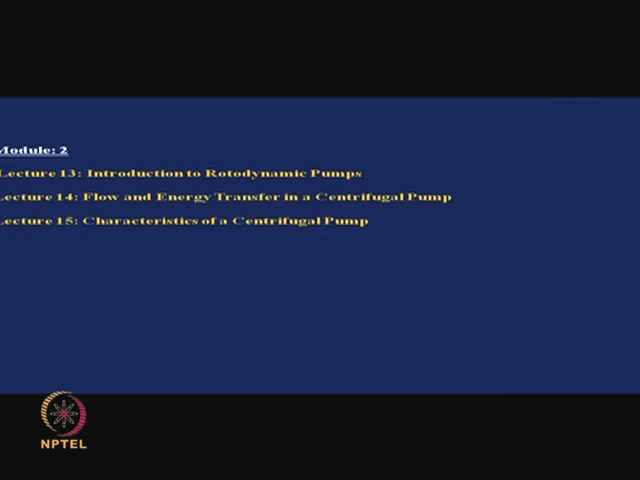 Module: 2
Lecture 13: Introduction to Rotodynamic Pumps
Lecture 14: Flow and Energy Transfer in a Centrifugal Pump
Lecture 15: Characteristics of a Centrifugal Pump
NPTEL